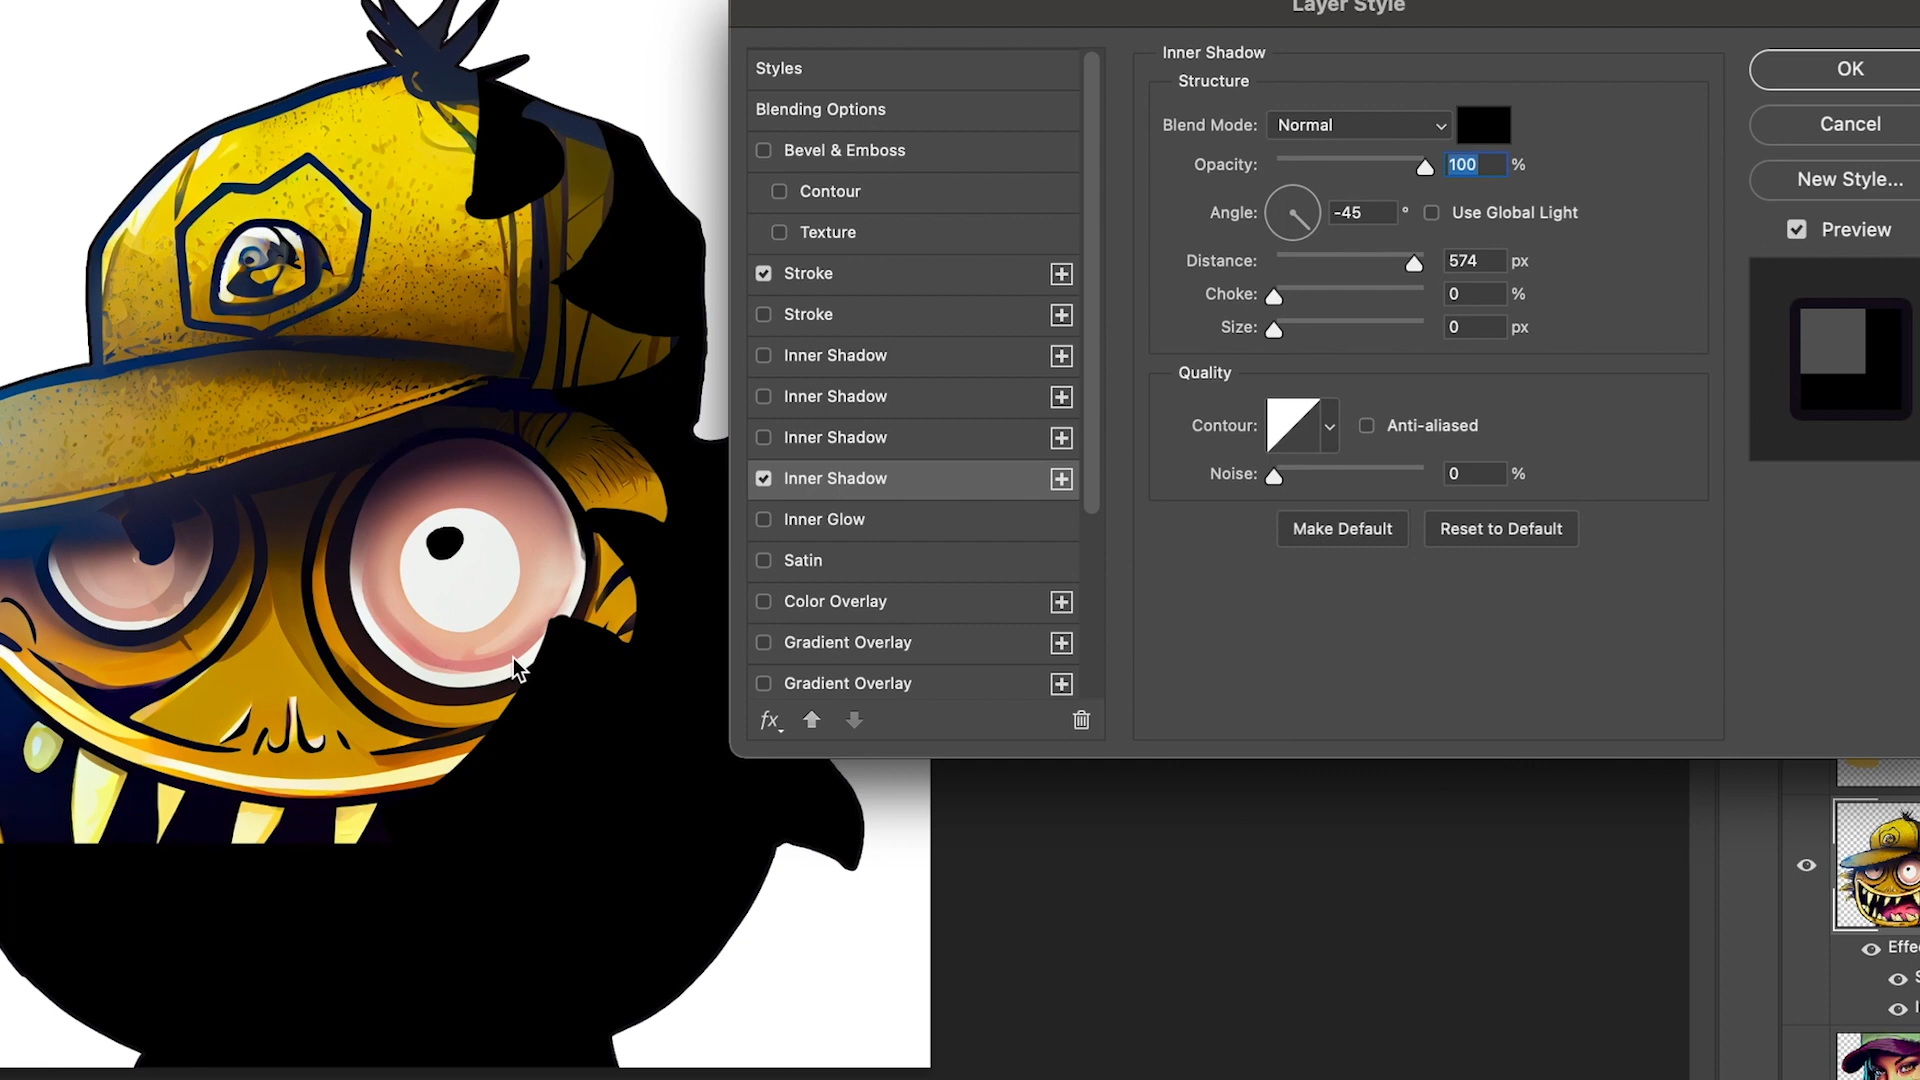 Layer Style
Styles
Blending Options
Bevel & Emboss
Contour
Texture
Stroke
Stroke
Inner Shadow
Inner Shadow
Inner Shadow
Inner Shadow
Inner Glow
Satin
Color Overlay
Gradient Overlay
Gradient Overlay
fx
Inner Shadow
Structure
Blend Mode: Normal
Opacity: 100 %
Angle: -45 ° Use Global Light
Distance: 574 px
Choke: 0 %
Size: 0 px
Quality
Contour: Anti-aliased
Noise: 0 %
Make Default Reset to Default
OK
Cancel
New Style...
Preview